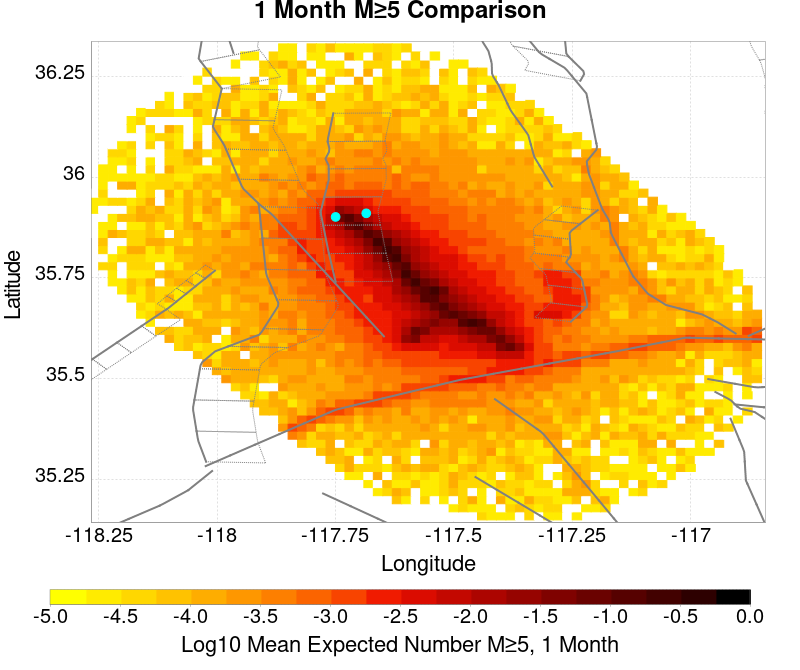 1 Month M≥5 Comparison
36.25
36
35.75
35.5
35.25
Latitude
-118.25 -118 -117.75 -117.5 -117.25 -117
Longitude
-5.0 -4.5 -4.0 -3.5 -3.0 -2.5 -2.0 -1.5 -1.0 -0.5 0.0
Log10 Mean Expected Number M≥5, 1 Month